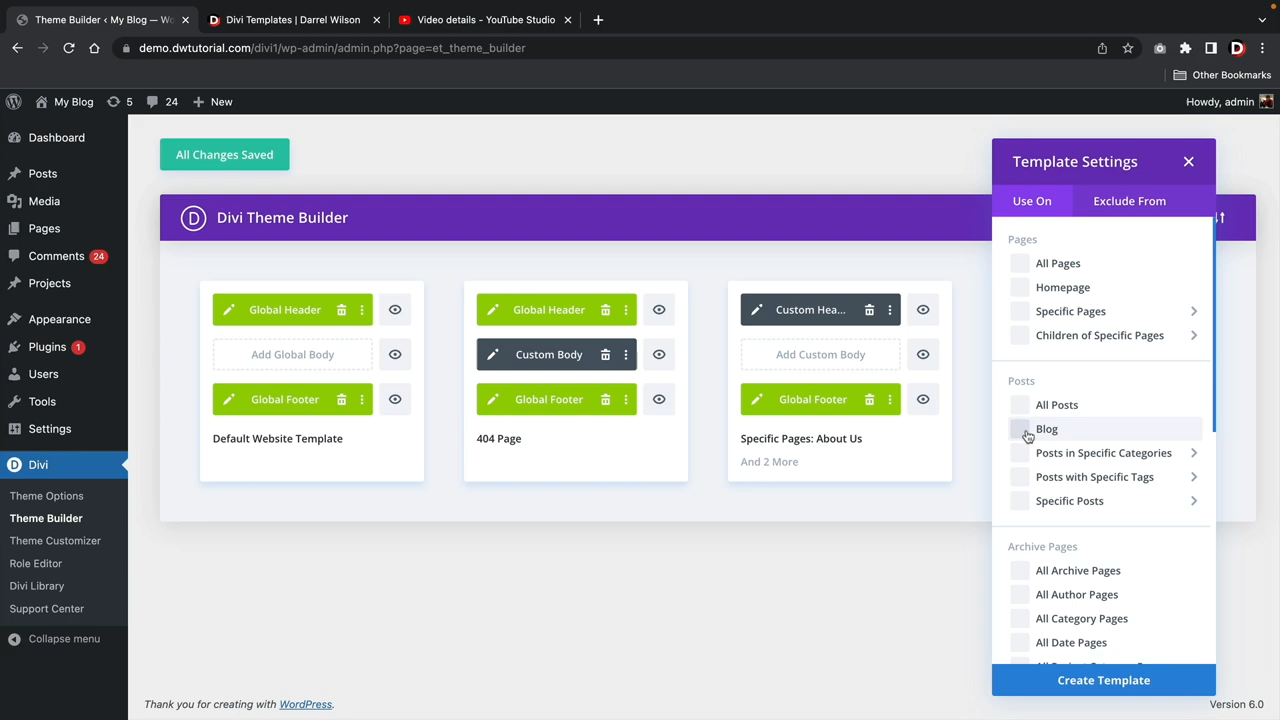 Theme Builder < My Blog — Wo
Divi Templates | Darrel Wilson
Video details - YouTube Studio
demo.dwtutorial.com/divi1/wp-admin/admin.php?page=et_theme_builder
Other Bookmarks
My Blog
5
24
New
Howdy, admin
Dashboard
Posts
Media
Pages
Comments 24
Projects
Appearance
Plugins 1
Users
Tools
Settings
Divi
Theme Options
Theme Builder
Theme Customizer
Role Editor
Divi Library
Support Center
Collapse menu
All Changes Saved
D Divi Theme Builder
Global Header
Add Global Body
Global Footer
Default Website Template
Global Header
Custom Body
Global Footer
404 Page
Custom Hea...
Add Custom Body
Global Footer
Specific Pages: About Us
And 2 More
Template Settings
Use On
Exclude From
Pages
All Pages
Homepage
Specific Pages
Children of Specific Pages
Posts
All Posts
Blog
Posts in Specific Categories
Posts with Specific Tags
Specific Posts
Archive Pages
All Archive Pages
All Author Pages
All Category Pages
All Date Pages
Create Template
Thank you for creating with WordPress.
Version 6.0